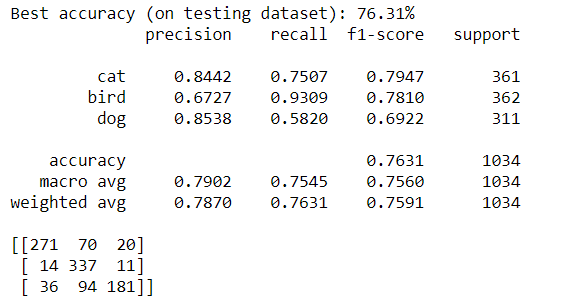 Best accuracy (on testing dataset): 76.31%
              precision    recall  f1-score   support

         cat     0.8442    0.7507    0.7947       361
        bird     0.6727    0.9309    0.7810       362
         dog     0.8538    0.5820    0.6922       311

    accuracy                         0.7631      1034
   macro avg     0.7902    0.7545    0.7560      1034
weighted avg     0.7870    0.7631    0.7591      1034

[[271  70  20]
 [ 14 337  11]
 [ 36  94 181]]